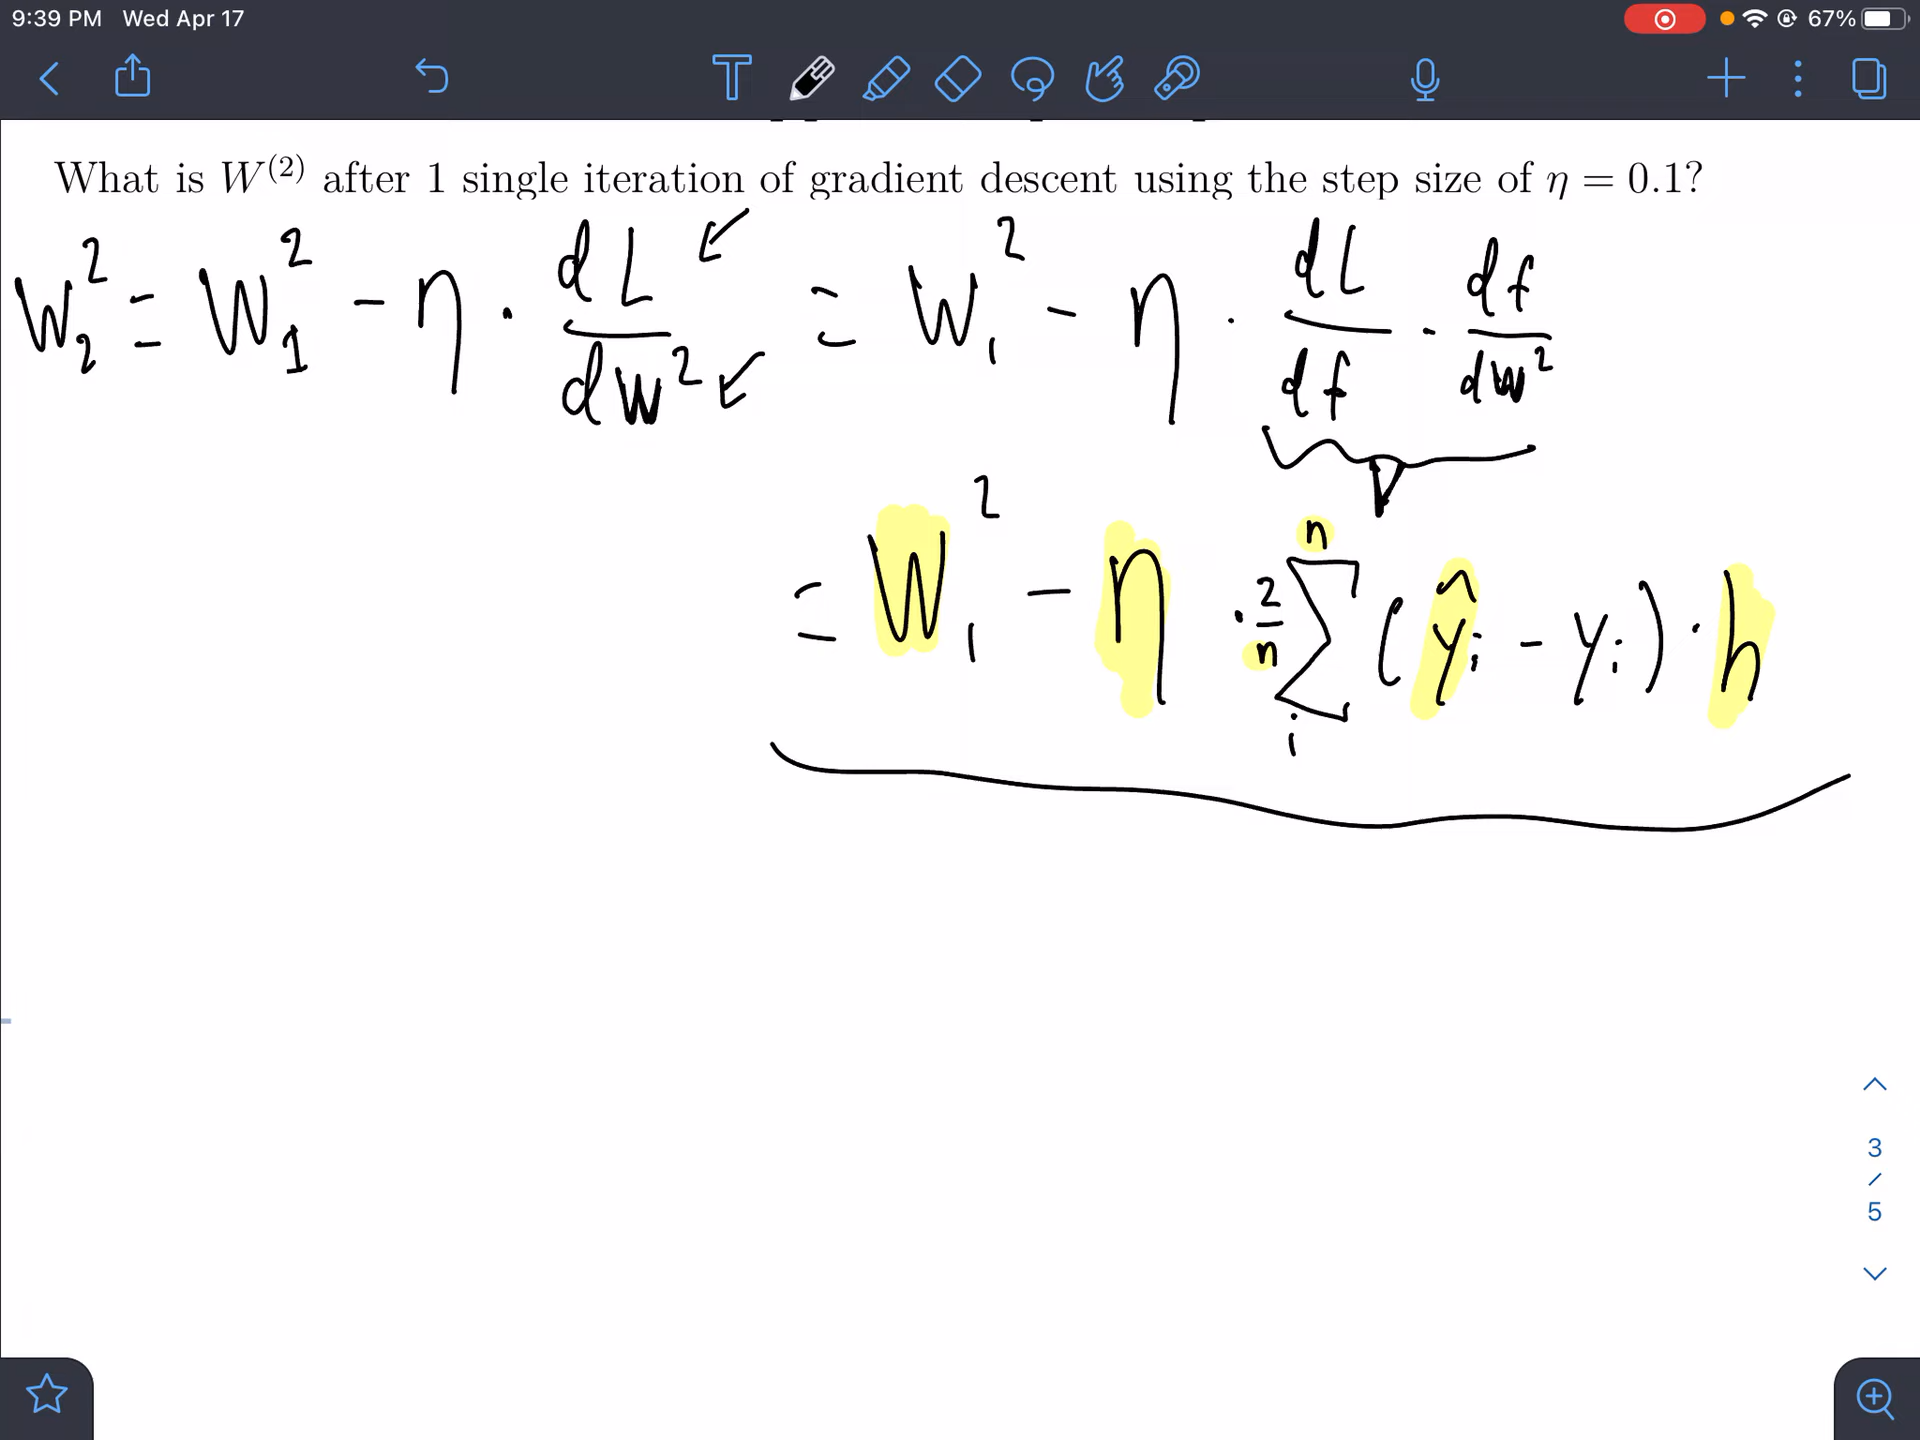 9:39 PM Wed Apr 17 67%
What is W^(2) after 1 single iteration of gradient descent using the step size of η = 0.1?
W_2^2 = W_1^2 - η · dL/dW^2 = W_1^2 - η · dL/df · df/dW^2
= W_1^2 - η · 2/n Σ_i^n (ŷ_i - y_i) · h
3
/
5